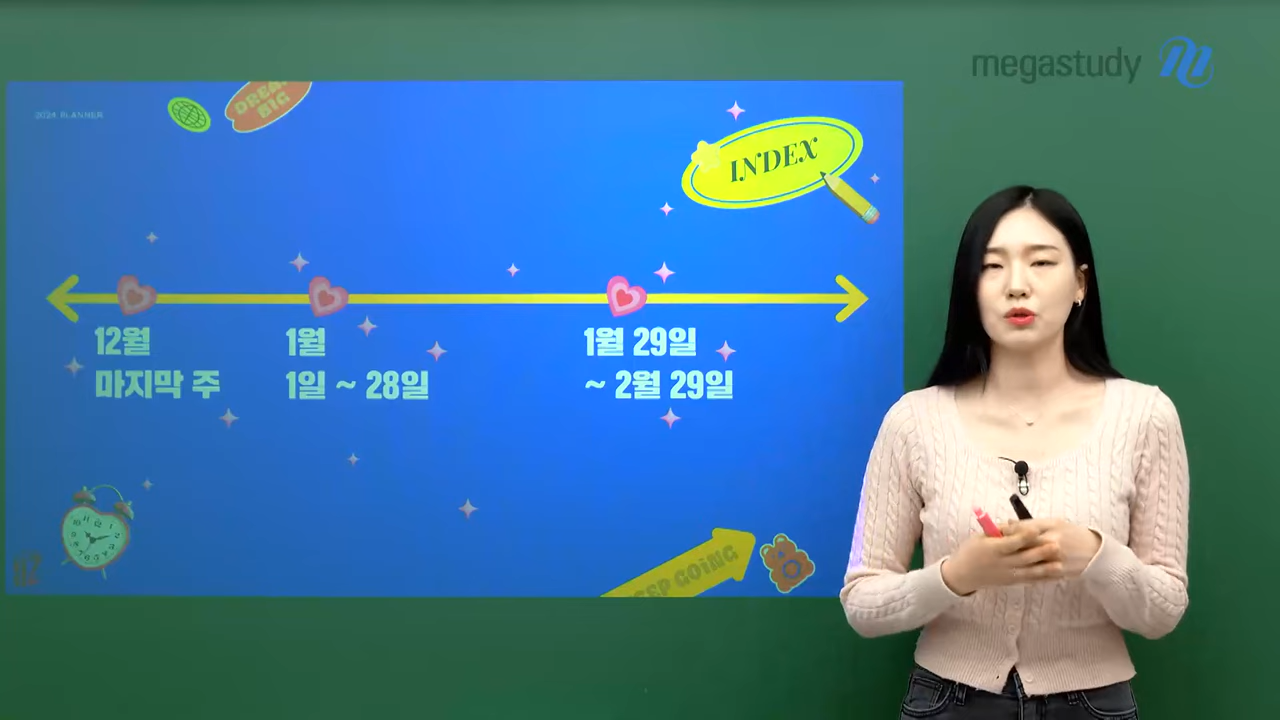 megastudy
2024 PLANNER
DREAM
BIG
INDEX
12월
마지막 주
1월
1일 ~ 28일
1월 29일
~ 2월 29일
GOiNG